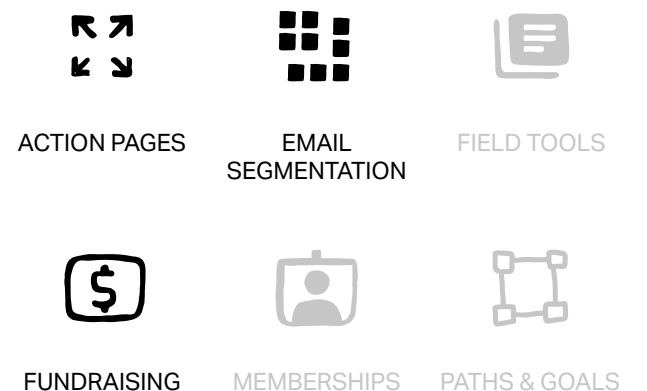 ACTION PAGES
EMAIL
SEGMENTATION
FIELD TOOLS
$
FUNDRAISING
MEMBERSHIPS
PATHS & GOALS